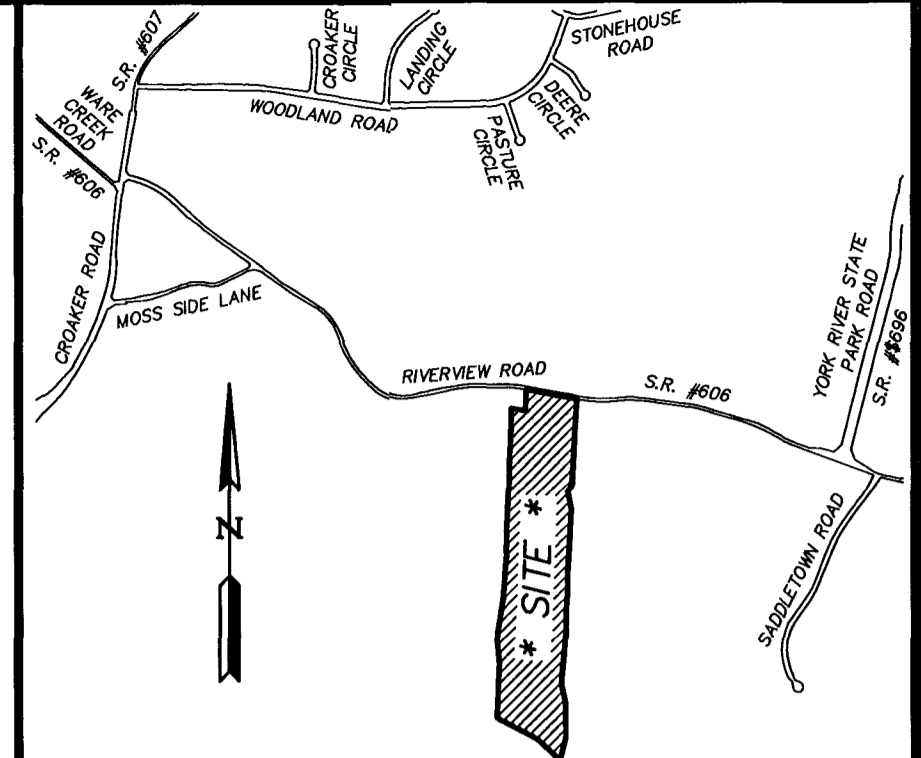 S.R. #607
CROAKER
CIRCLE
LANDING
CIRCLE
STONEHOUSE
ROAD
WARE
CREEK
ROAD
S.R. #606
WOODLAND ROAD
PASTURE
CIRCLE
DEERE
CIRCLE
CROAKER ROAD
MOSS SIDE LANE
RIVERVIEW ROAD
S.R. #606
YORK RIVER STATE
PARK ROAD
S.R. #$696
N
* SITE *
SADDLETOWN ROAD